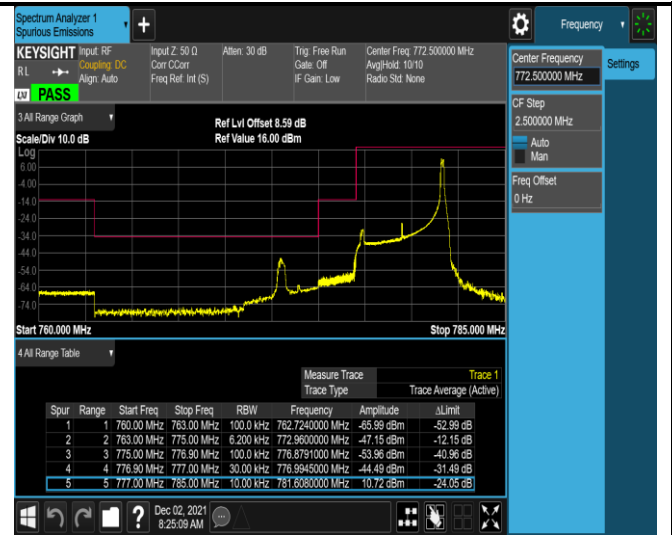 Spectrum Analyzer 1
Spurious Emissions
+
Frequency
KEYSIGHT Input: RF Input Z: 50 Ω Atten: 30 dB Trig: Free Run Center Freq: 772.500000 MHz
RL Coupling: DC Corr CCorr Gate: Off Avg|Hold: 10/10
Align: Auto Freq Ref: Int (S) IF Gain: Low Radio Std: None
LXI PASS
Center Frequency
772.500000 MHz
Settings
CF Step
2.500000 MHz
Auto
Man
Freq Offset
0 Hz
3 All Range Graph
Ref Lvl Offset 8.59 dB
Scale/Div 10.0 dB Ref Value 16.00 dBm
Log
6.00
-4.00
-14.0
-24.0
-34.0
-44.0
-54.0
-64.0
-74.0
Start 760.000 MHz Stop 785.000 MHz
4 All Range Table
Measure Trace Trace 1
Trace Type Trace Average (Active)
Spur Range Start Freq Stop Freq RBW Frequency Amplitude ΔLimit
1 1 760.00 MHz 763.00 MHz 100.0 kHz 762.7240000 MHz -65.99 dBm -52.99 dB
2 2 763.00 MHz 775.00 MHz 6.200 kHz 772.9600000 MHz -47.15 dBm -12.15 dB
3 3 775.00 MHz 776.90 MHz 100.0 kHz 776.8791000 MHz -53.96 dBm -40.96 dB
4 4 776.90 MHz 777.00 MHz 30.00 kHz 776.9945000 MHz -44.49 dBm -31.49 dB
5 5 777.00 MHz 785.00 MHz 10.00 kHz 781.6080000 MHz 10.72 dBm -24.05 dB
? Dec 02, 2021
8:25:09 AM